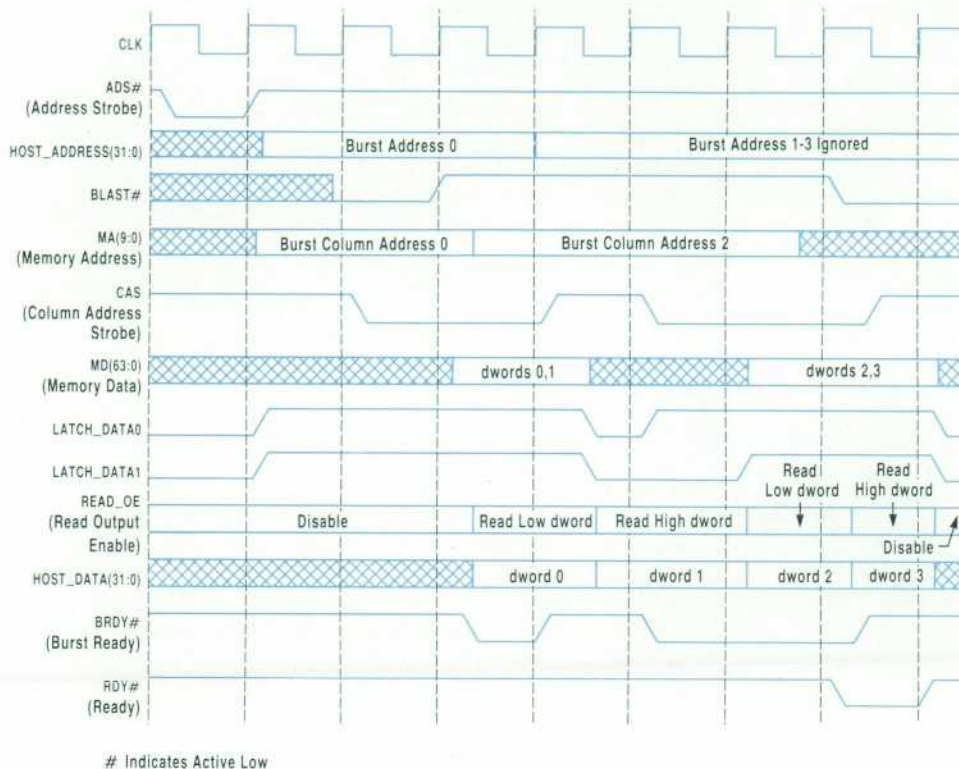 CLK
ADS#
(Address Strobe)
HOST_ADDRESS(31:0)
Burst Address 0
Burst Address 1-3 Ignored
BLAST#
MA(9:0)
(Memory Address)
Burst Column Address 0
Burst Column Address 2
CAS
(Column Address
Strobe)
MD(63:0)
(Memory Data)
dwords 0,1
dwords 2,3
LATCH_DATA0
LATCH_DATA1
READ_OE
(Read Output
Enable)
Disable
Read Low dword
Read High dword
Read
Low dword
Read
High dword
Disable
HOST_DATA(31:0)
dword 0
dword 1
dword 2
dword 3
BRDY#
(Burst Ready)
RDY#
(Ready)
# Indicates Active Low